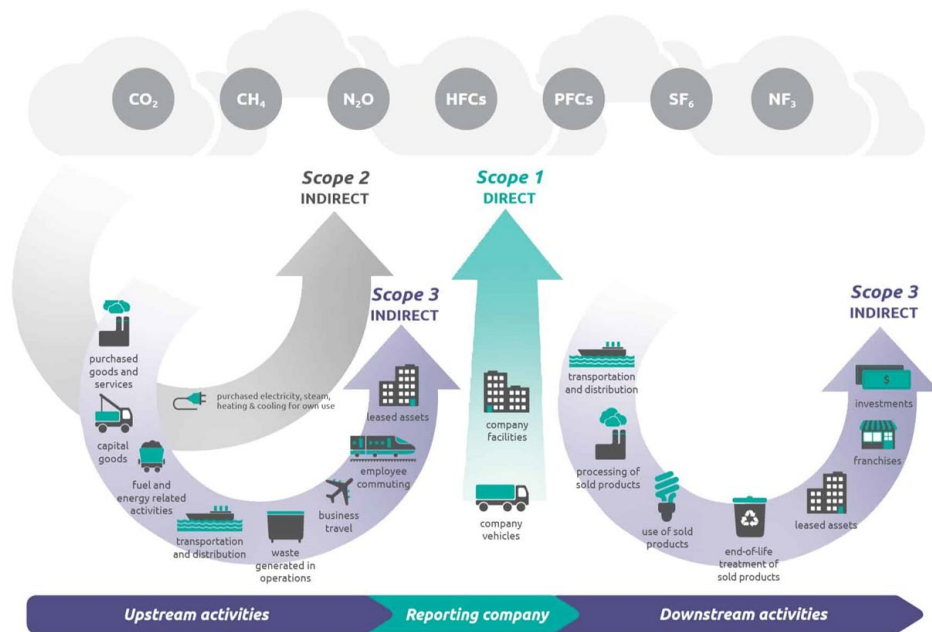 CO₂
CH₄
N₂O
HFCs
PFCs
SF₆
NF₃
Scope 2
INDIRECT
Scope 1
DIRECT
Scope 3
INDIRECT
Scope 3
INDIRECT
purchased
goods and
services
capital
goods
fuel and
energy related
activities
transportation
and distribution
waste
generated in
operations
business
travel
employee
commuting
leased assets
purchased electricity, steam,
heating & cooling for own use
company
facilities
company
vehicles
transportation
and distribution
processing of
sold products
use of sold
products
end-of-life
treatment of
sold products
leased assets
franchises
$
investments
Upstream activities
Reporting company
Downstream activities